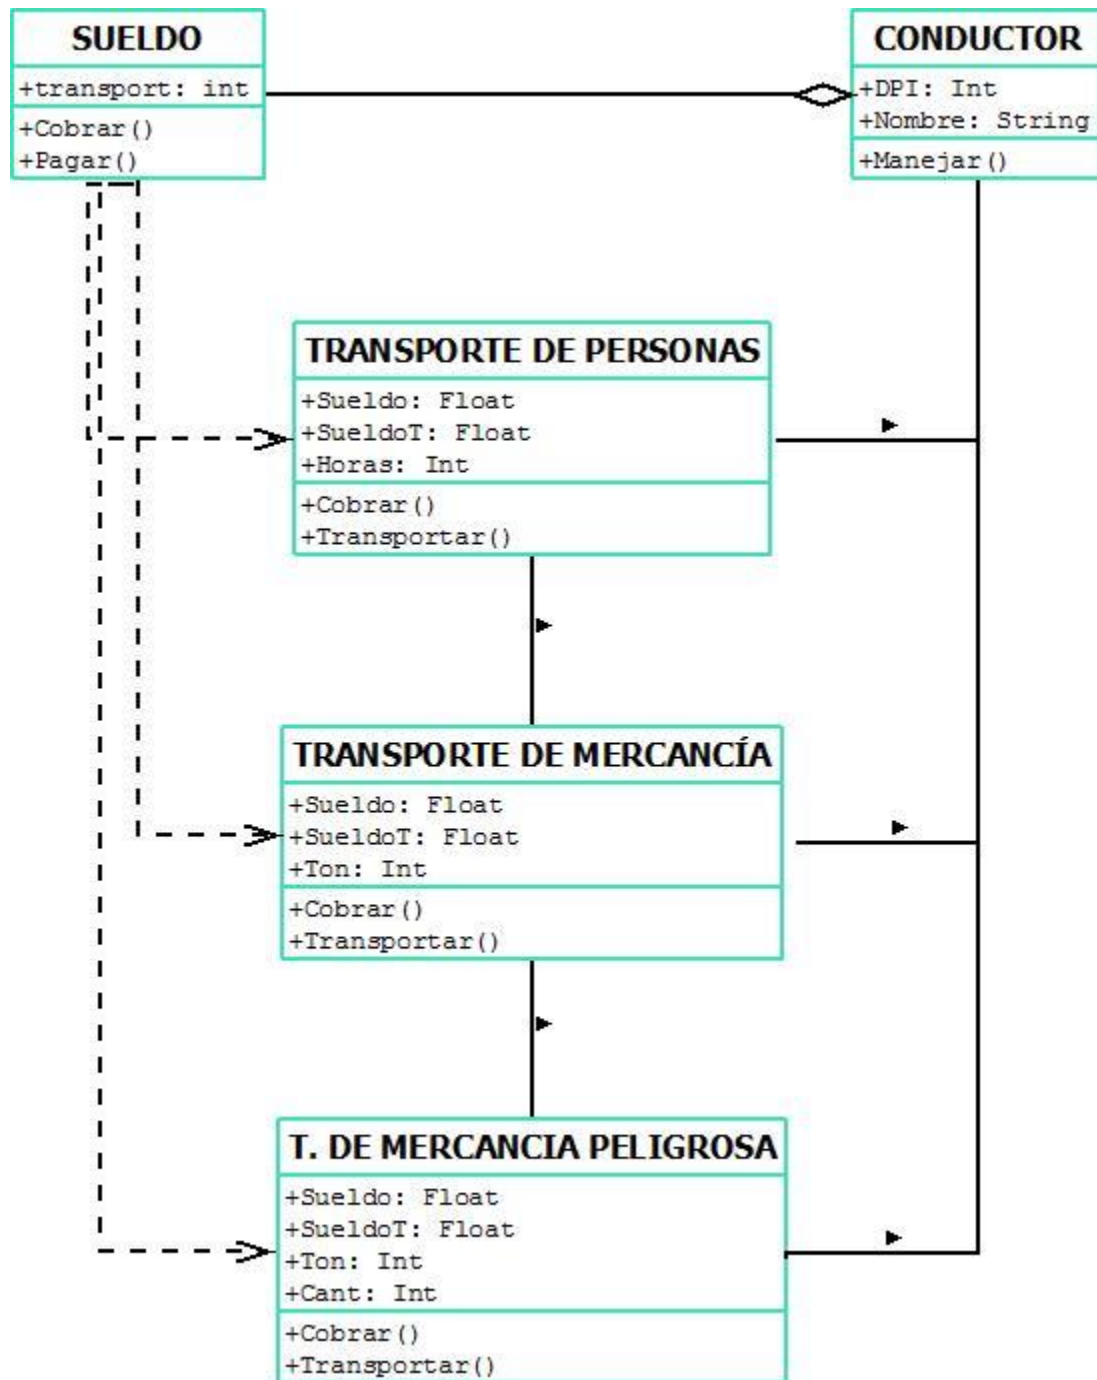 SUELDO
+transport: int
+Cobrar()
+Pagar()
CONDUCTOR
+DPI: Int
+Nombre: String
+Manejar()
TRANSPORTE DE PERSONAS
+Sueldo: Float
+SueldoT: Float
+Horas: Int
+Cobrar()
+Transportar()
TRANSPORTE DE MERCANCÍA
+Sueldo: Float
+SueldoT: Float
+Ton: Int
+Cobrar()
+Transportar()
T. DE MERCANCIA PELIGROSA
+Sueldo: Float
+SueldoT: Float
+Ton: Int
+Cant: Int
+Cobrar()
+Transportar()